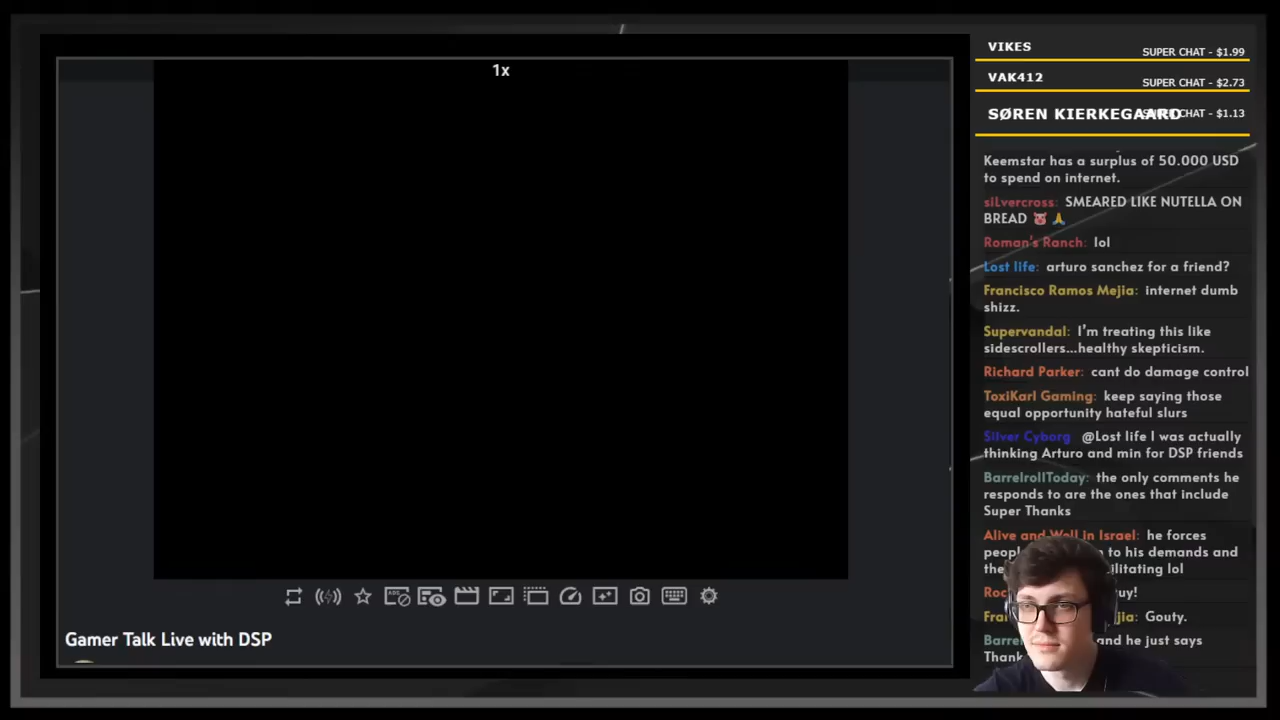 1x
Gamer Talk Live with DSP
VIKES SUPER CHAT - $1.99
VAK412 SUPER CHAT - $2.73
SØREN KIERKEGAARD CHAT - $1.13
Keemstar has a surplus of 50.000 USD
to spend on internet.
siLvercross: SMEARED LIKE NUTELLA ON
BREAD 🐷 🙏
Roman's Ranch: lol
Lost life: arturo sanchez for a friend?
Francisco Ramos Mejia: internet dumb
shizz.
Supervandal: I'm treating this like
sidescrollers...healthy skepticism.
Richard Parker: cant do damage control
ToxiKarl Gaming: keep saying those
equal opportunity hateful slurs
Silver Cyborg @Lost life I was actually
thinking Arturo and min for DSP friends
BarrelrollToday: the only comments he
responds to are the ones that include
Super Thanks
Alive and Well in Israel: he forces
to his demands and
Gouty.
and he just says